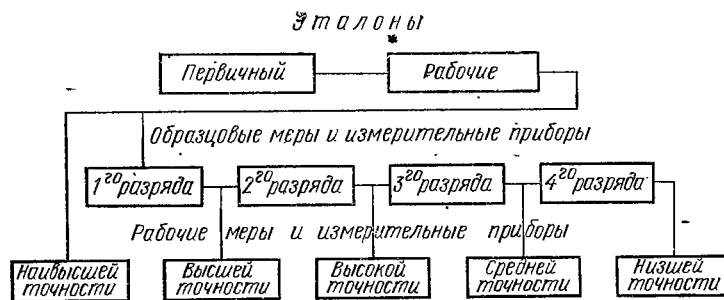 Эталоны
*
Первичный Рабочие
Образцовые меры и измерительные приборы
1го разряда 2го разряда 3го разряда 4го разряда
Рабочие меры и измерительные приборы
Наивысшей Высшей Высокой Средней Низшей
точности точности точности точности точности